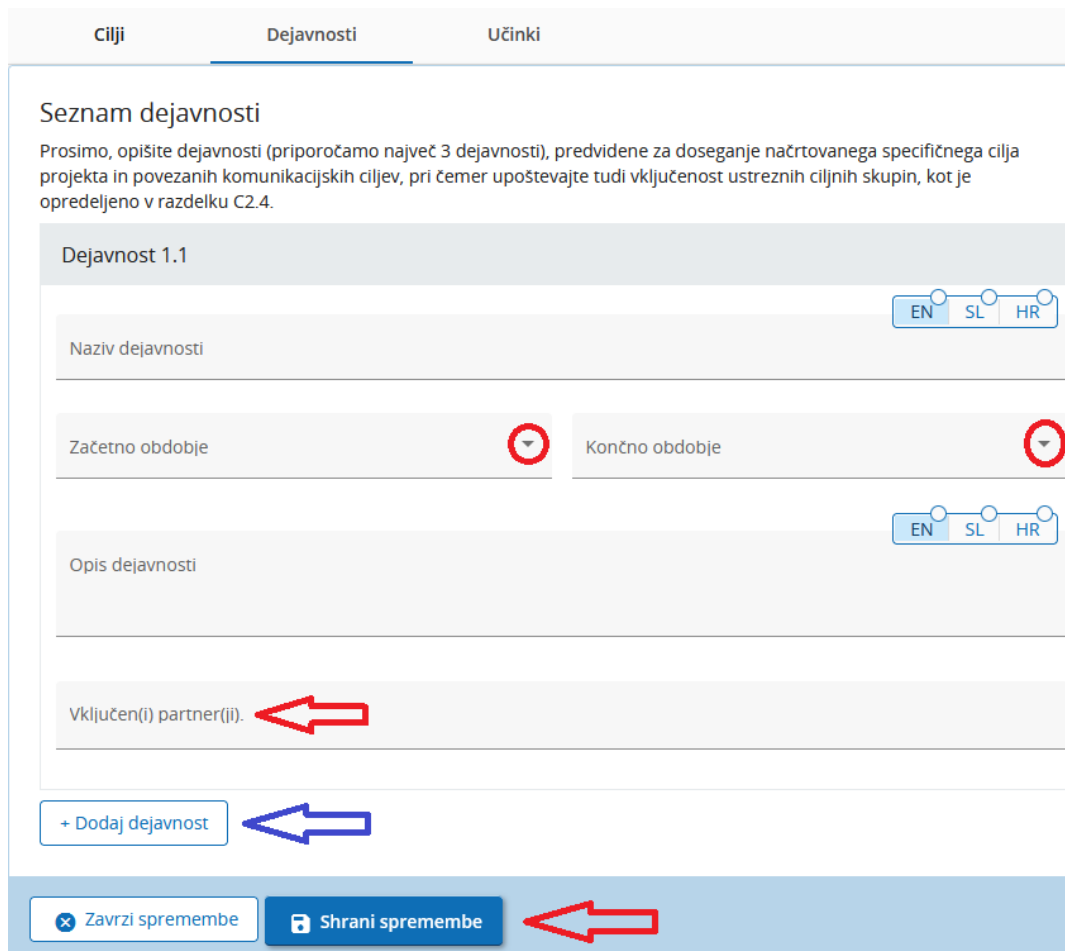 Cilji Dejavnosti Učinki
Seznam dejavnosti
Prosimo, opišite dejavnosti (priporočamo največ 3 dejavnosti), predvidene za doseganje načrtovanega specifičnega cilja
projekta in povezanih komunikacijskih ciljev, pri čemer upoštevajte tudi vključenost ustreznih ciljnih skupin, kot je
opredeljeno v razdelku C2.4.
Dejavnost 1.1
EN SL HR
Naziv dejavnosti
Začetno obdobje Končno obdobje
EN SL HR
Opis dejavnosti
Vključen(i) partner(ji).
+ Dodaj dejavnost
Zavrzi spremembe Shrani spremembe